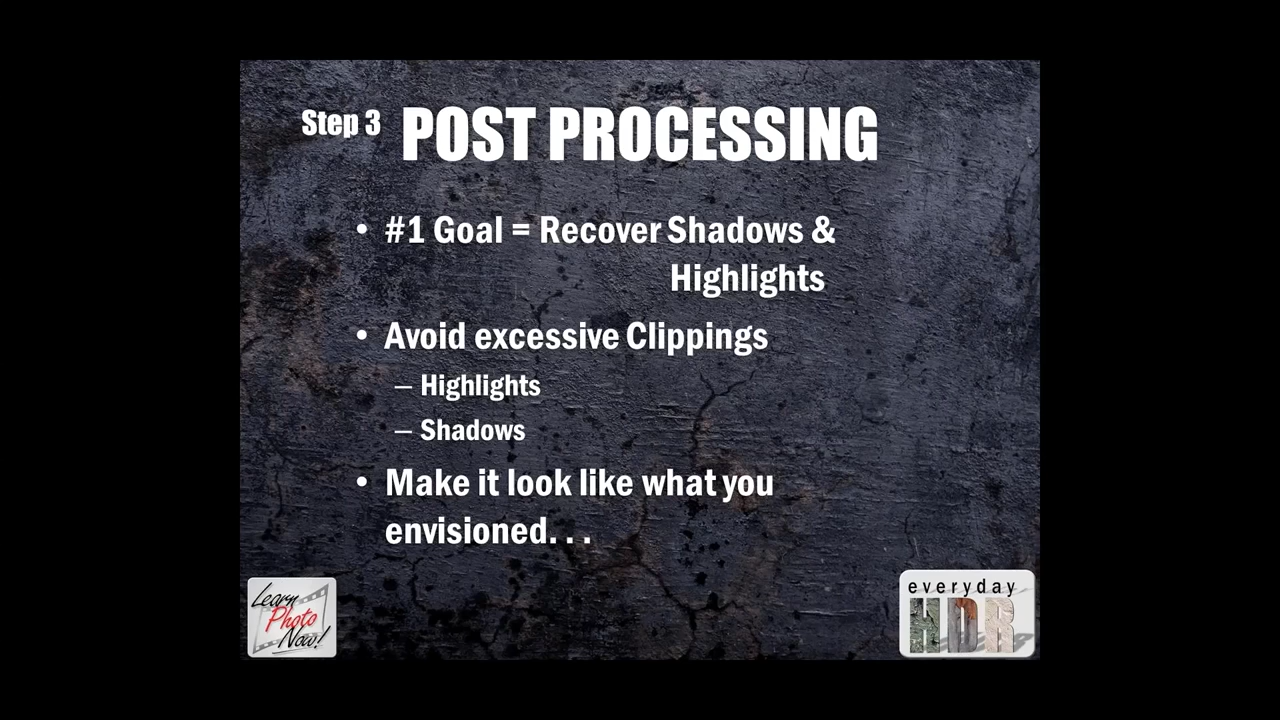 Step 3 POST PROCESSING
• #1 Goal = Recover Shadows &
Highlights
• Avoid excessive Clippings
– Highlights
– Shadows
• Make it look like what you
envisioned. . .
Learn
Photo
Now!
everyday
HDR